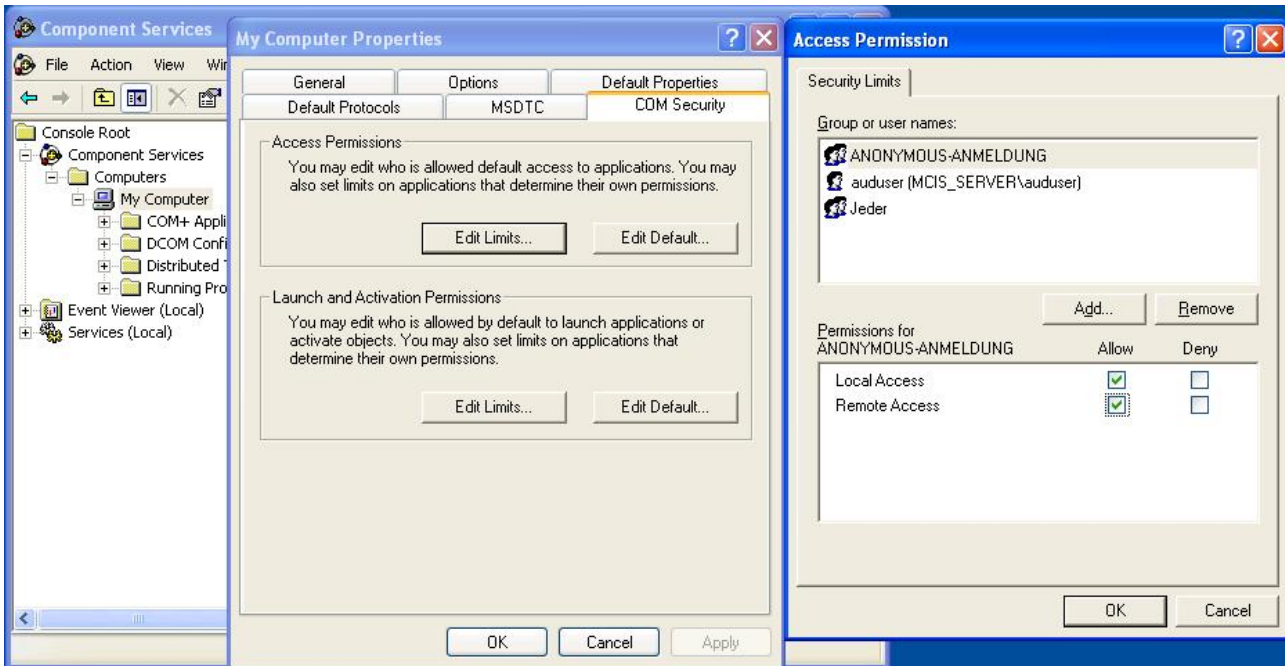 Component Services
File Action View Wir
Console Root
Component Services
Computers
My Computer
COM+ Appli
DCOM Confi
Distributed T
Running Pro
Event Viewer (Local)
Services (Local)
My Computer Properties
General Options Default Properties
Default Protocols MSDTC COM Security
Access Permissions
You may edit who is allowed default access to applications. You may
also set limits on applications that determine their own permissions.
Edit Limits... Edit Default...
Launch and Activation Permissions
You may edit who is allowed by default to launch applications or
activate objects. You may also set limits on applications that
determine their own permissions.
Edit Limits... Edit Default...
OK Cancel Apply
Access Permission
Security Limits
Group or user names:
ANONYMOUS-ANMELDUNG
auduser (MCIS_SERVER\auduser)
Jeder
Add... Remove
Permissions for
ANONYMOUS-ANMELDUNG Allow Deny
Local Access
Remote Access
OK Cancel